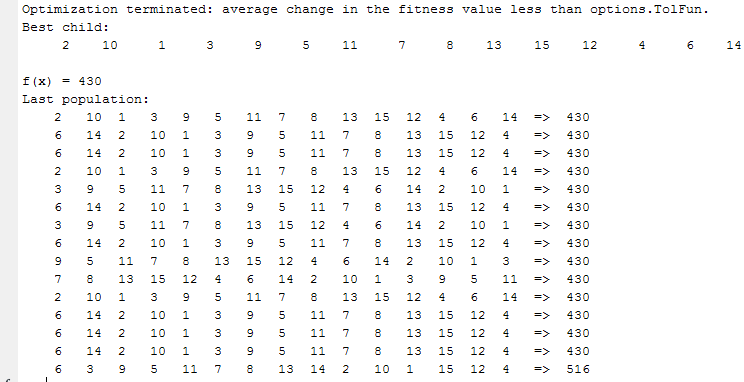 Optimization terminated: average change in the fitness value less than options.TolFun.
Best child:
2 10 1 3 9 5 11 7 8 13 15 12 4 6 14
f(x) = 430
Last population:
2 10 1 3 9 5 11 7 8 13 15 12 4 6 14 => 430
6 14 2 10 1 3 9 5 11 7 8 13 15 12 4 => 430
6 14 2 10 1 3 9 5 11 7 8 13 15 12 4 => 430
2 10 1 3 9 5 11 7 8 13 15 12 4 6 14 => 430
3 9 5 11 7 8 13 15 12 4 6 14 2 10 1 => 430
6 14 2 10 1 3 9 5 11 7 8 13 15 12 4 => 430
3 9 5 11 7 8 13 15 12 4 6 14 2 10 1 => 430
6 14 2 10 1 3 9 5 11 7 8 13 15 12 4 => 430
9 5 11 7 8 13 15 12 4 6 14 2 10 1 3 => 430
7 8 13 15 12 4 6 14 2 10 1 3 9 5 11 => 430
2 10 1 3 9 5 11 7 8 13 15 12 4 6 14 => 430
6 14 2 10 1 3 9 5 11 7 8 13 15 12 4 => 430
6 14 2 10 1 3 9 5 11 7 8 13 15 12 4 => 430
6 14 2 10 1 3 9 5 11 7 8 13 15 12 4 => 430
6 3 9 5 11 7 8 13 14 2 10 1 15 12 4 => 516